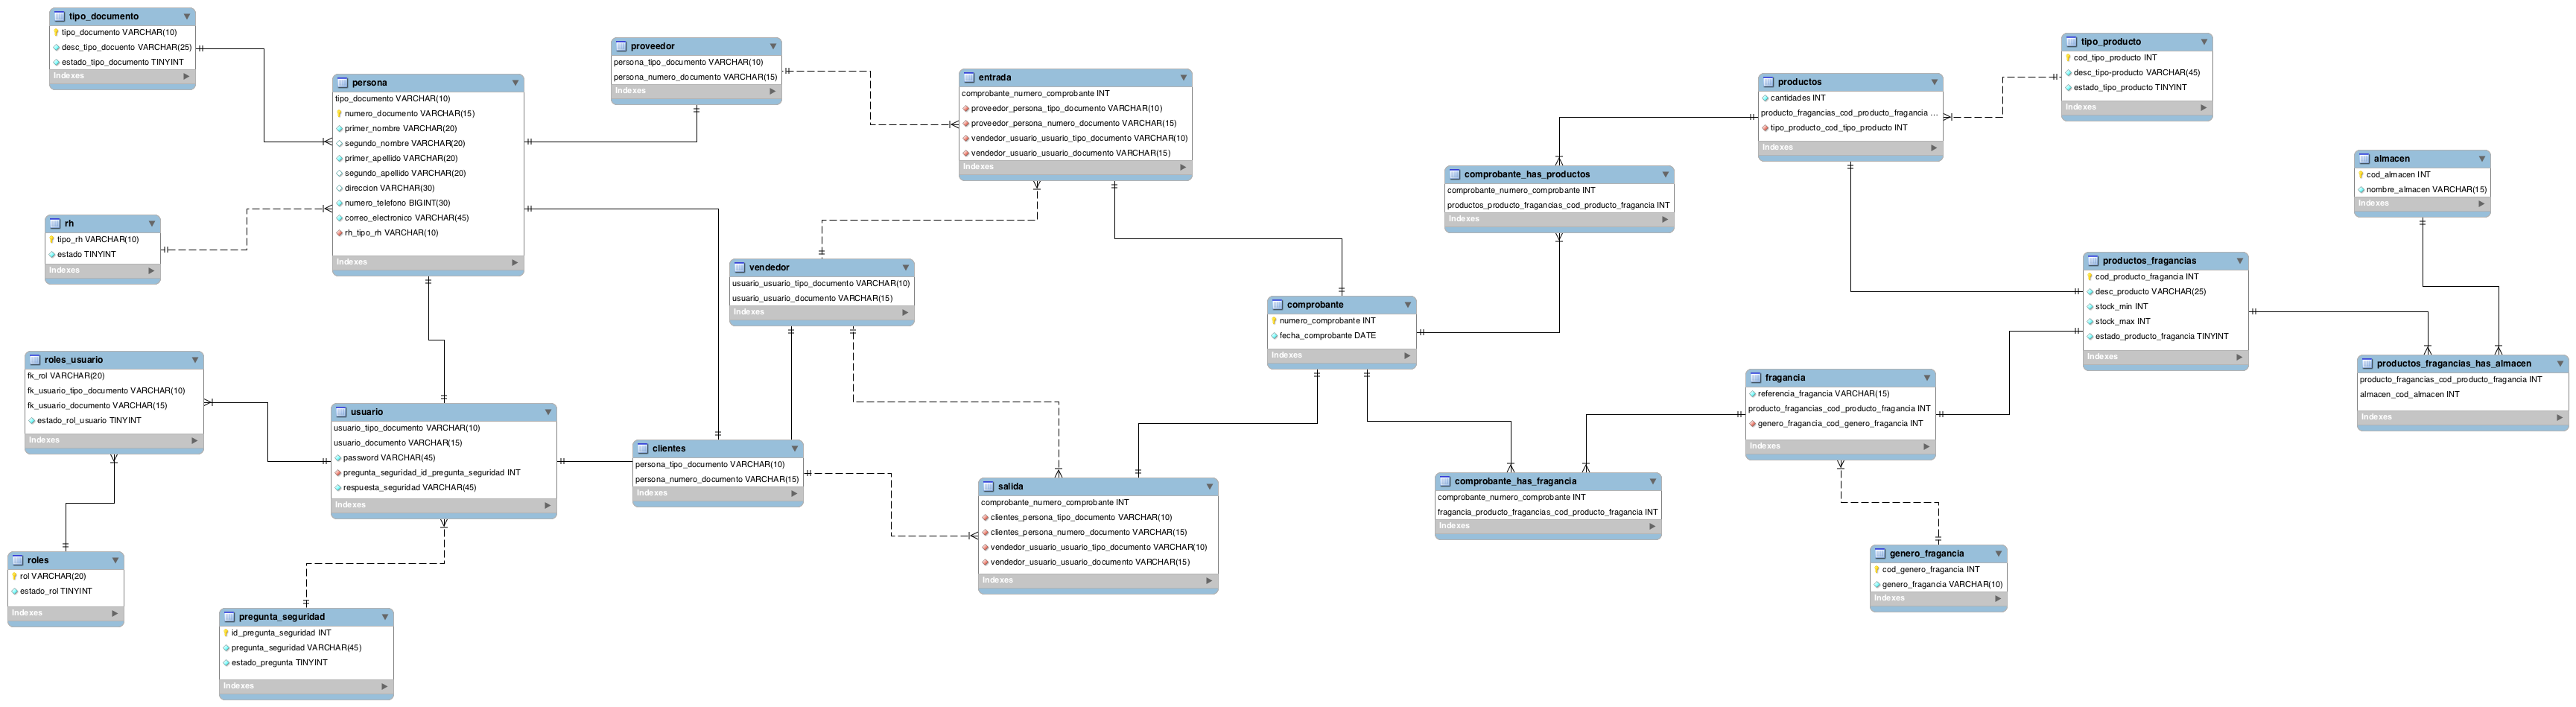 tipo_documento
tipo_documento VARCHAR(10)
desc_tipo_docuento VARCHAR(25)
estado_tipo_documento TINYINT
Indexes
persona
tipo_documento VARCHAR(10)
numero_documento VARCHAR(15)
primer_nombre VARCHAR(20)
segundo_nombre VARCHAR(20)
primer_apellido VARCHAR(20)
segundo_apellido VARCHAR(20)
direccion VARCHAR(30)
numero_telefono BIGINT(30)
correo_electronico VARCHAR(45)
rh_tipo_rh VARCHAR(10)
Indexes
rh
tipo_rh VARCHAR(10)
estado TINYINT
Indexes
roles_usuario
fk_rol VARCHAR(20)
fk_usuario_tipo_documento VARCHAR(10)
fk_usuario_documento VARCHAR(15)
estado_rol_usuario TINYINT
Indexes
roles
rol VARCHAR(20)
estado_rol TINYINT
Indexes
usuario
usuario_tipo_documento VARCHAR(10)
usuario_documento VARCHAR(15)
password VARCHAR(45)
pregunta_seguridad_id_pregunta_seguridad INT
respuesta_seguridad VARCHAR(45)
Indexes
pregunta_seguridad
id_pregunta_seguridad INT
pregunta_seguridad VARCHAR(45)
estado_pregunta TINYINT
Indexes
proveedor
persona_tipo_documento VARCHAR(10)
persona_numero_documento VARCHAR(15)
Indexes
vendedor
usuario_usuario_tipo_documento VARCHAR(10)
usuario_usuario_documento VARCHAR(15)
Indexes
clientes
persona_tipo_documento VARCHAR(10)
persona_numero_documento VARCHAR(15)
Indexes
entrada
comprobante_numero_comprobante INT
proveedor_persona_tipo_documento VARCHAR(10)
proveedor_persona_numero_documento VARCHAR(15)
vendedor_usuario_usuario_tipo_documento VARCHAR(10)
vendedor_usuario_usuario_documento VARCHAR(15)
Indexes
salida
comprobante_numero_comprobante INT
clientes_persona_tipo_documento VARCHAR(10)
clientes_persona_numero_documento VARCHAR(15)
vendedor_usuario_usuario_tipo_documento VARCHAR(10)
vendedor_usuario_usuario_documento VARCHAR(15)
Indexes
comprobante
numero_comprobante INT
fecha_comprobante DATE
Indexes
comprobante_has_productos
comprobante_numero_comprobante INT
productos_producto_fragancias_cod_producto_fragancia INT
Indexes
comprobante_has_fragancia
comprobante_numero_comprobante INT
fragancia_producto_fragancias_cod_producto_fragancia INT
Indexes
productos
cantidades INT
producto_fragancias_cod_producto_fragancia ...
tipo_producto_cod_tipo_producto INT
Indexes
tipo_producto
cod_tipo_producto INT
desc_tipo-producto VARCHAR(45)
estado_tipo_producto TINYINT
Indexes
fragancia
referencia_fragancia VARCHAR(15)
producto_fragancias_cod_producto_fragancia INT
genero_fragancia_cod_genero_fragancia INT
Indexes
genero_fragancia
cod_genero_fragancia INT
genero_fragancia VARCHAR(10)
Indexes
productos_fragancias
cod_producto_fragancia INT
desc_producto VARCHAR(25)
stock_min INT
stock_max INT
estado_producto_fragancia TINYINT
Indexes
almacen
cod_almacen INT
nombre_almacen VARCHAR(15)
Indexes
productos_fragancias_has_almacen
producto_fragancias_cod_producto_fragancia INT
almacen_cod_almacen INT
Indexes